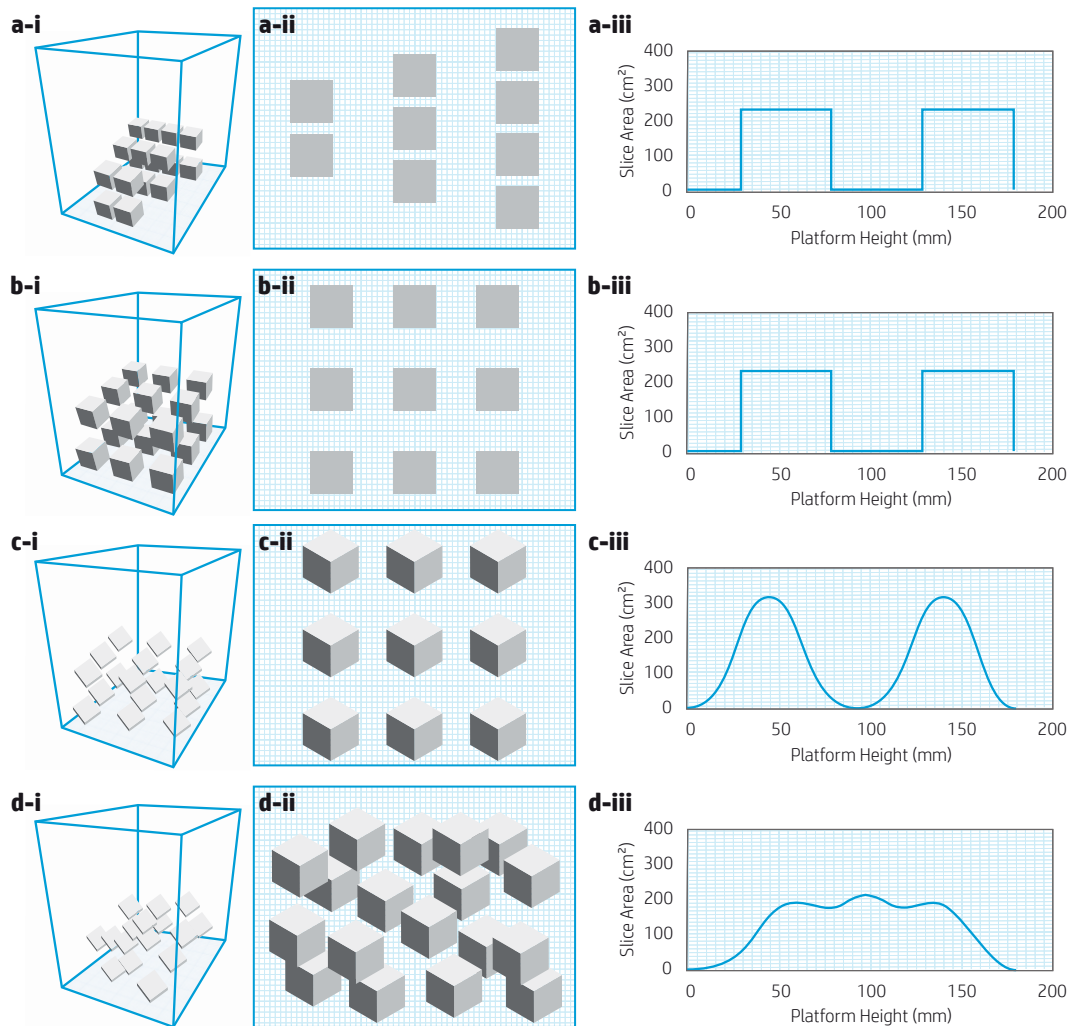 a-i
a-ii
a-iii
400
300
200
100
0
Slice Area (cm²)
0 50 100 150 200
Platform Height (mm)
b-i
b-ii
b-iii
400
300
200
100
0
Slice Area (cm²)
0 50 100 150 200
Platform Height (mm)
c-i
c-ii
c-iii
400
300
200
100
0
Slice Area (cm²)
0 50 100 150 200
Platform Height (mm)
d-i
d-ii
d-iii
400
300
200
100
0
Slice Area (cm²)
0 50 100 150 200
Platform Height (mm)